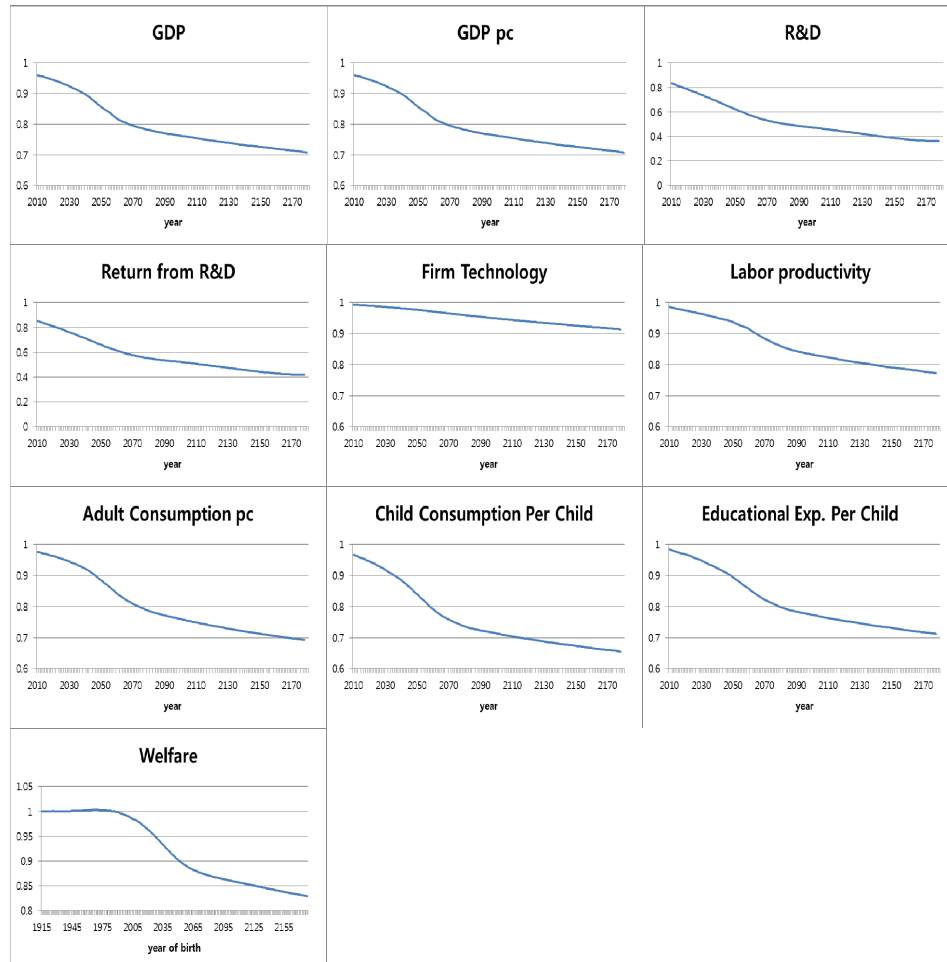 GDP
1
0.9
0.8
0.7
0.6
2010 2030 2050 2070 2090 2110 2130 2150 2170
year
GDP pc
1
0.9
0.8
0.7
0.6
2010 2030 2050 2070 2090 2110 2130 2150 2170
year
R&D
1
0.8
0.6
0.4
0.2
0
2010 2030 2050 2070 2090 2110 2130 2150 2170
year
Return from R&D
1
0.8
0.6
0.4
0.2
0
2010 2030 2050 2070 2090 2110 2130 2150 2170
year
Firm Technology
1
0.9
0.8
0.7
0.6
2010 2030 2050 2070 2090 2110 2130 2150 2170
year
Labor productivity
1
0.9
0.8
0.7
0.6
2010 2030 2050 2070 2090 2110 2130 2150 2170
year
Adult Consumption pc
1
0.9
0.8
0.7
0.6
2010 2030 2050 2070 2090 2110 2130 2150 2170
year
Child Consumption Per Child
1
0.9
0.8
0.7
0.6
2010 2030 2050 2070 2090 2110 2130 2150 2170
year
Educational Exp. Per Child
1
0.9
0.8
0.7
0.6
2010 2030 2050 2070 2090 2110 2130 2150 2170
year
Welfare
1.05
1
0.95
0.9
0.85
0.8
1915 1945 1975 2005 2035 2065 2095 2125 2155
year of birth